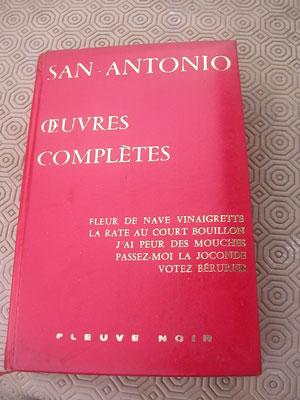 SAN-ANTONIO
ŒUVRES
COMPLÈTES
FLEUR DE NAVE VINAIGRETTE
LA RATE AU COURT BOUILLON
J'AI PEUR DES MOUCHES
PASSEZ-MOI LA JOCONDE
VOTEZ BÉRURIER
FLEUVE NOIR